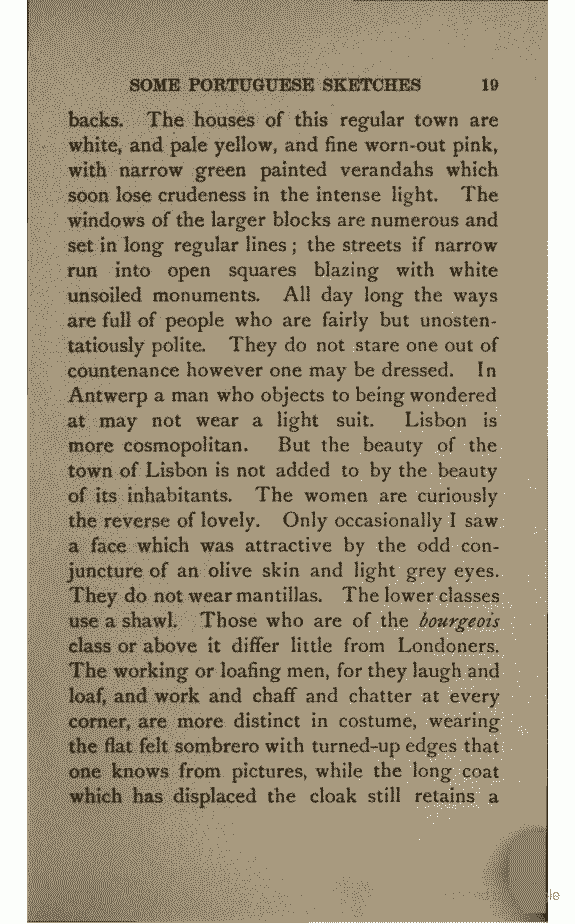 SOME PORTUGUESE SKETCHES 19
backs. The houses of this regular town are
white, and pale yellow, and fine worn-out pink,
with narrow green painted verandahs which
soon lose crudeness in the intense light. The
windows of the larger blocks are numerous and
set in long regular lines; the streets if narrow
run into open squares blazing with white
unsoiled monuments. All day long the ways
are full of people who are fairly but unosten-
tatiously polite. They do not stare one out of
countenance however one may be dressed. In
Antwerp a man who objects to being wondered
at may not wear a light suit. Lisbon is
more cosmopolitan. But the beauty of the
town of Lisbon is not added to by the beauty
of its inhabitants. The women are curiously
the reverse of lovely. Only occasionally I saw
a face which was attractive by the odd con-
juncture of an olive skin and light grey eyes.
They do not wear mantillas. The lower classes
use a shawl. Those who are of the bourgeois
class or above it differ little from Londoners.
The working or loafing men, for they laugh and
loaf, and work and chaff and chatter at every
corner, are more distinct in costume, wearing
the flat felt sombrero with turned-up edges that
one knows from pictures, while the long coat
which has displaced the cloak still retains a